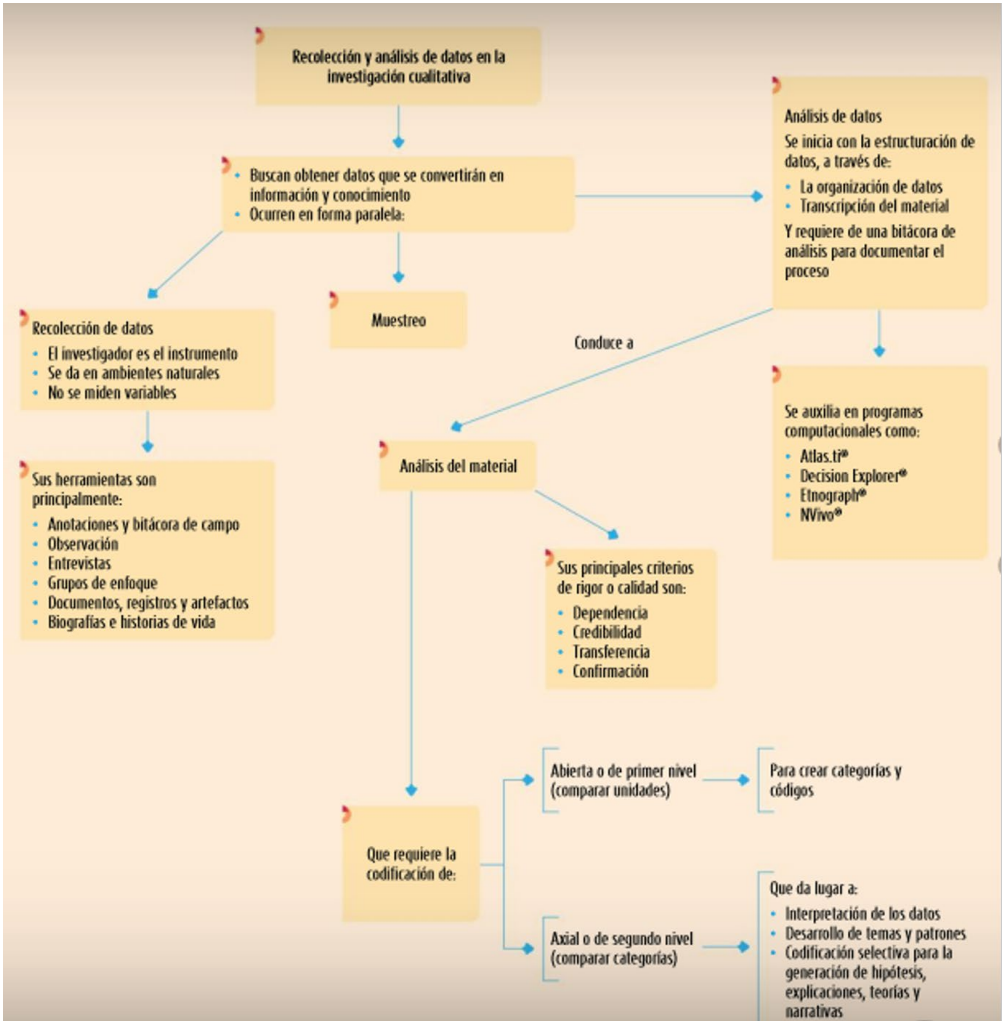 Recolección y análisis de datos en la
investigación cualitativa
• Buscan obtener datos que se convertirán en
información y conocimiento
• Ocurren en forma paralela:
Análisis de datos
Se inicia con la estructuración de
datos, a través de:
• La organización de datos
• Transcripción del material
Y requiere de una bitácora de
análisis para documentar el
proceso
Recolección de datos
• El investigador es el instrumento
• Se da en ambientes naturales
• No se miden variables
Muestreo
Conduce a
Se auxilia en programas
computacionales como:
• Atlas.ti®
• Decision Explorer®
• Etnograph®
• NVivo®
Sus herramientas son
principalmente:
• Anotaciones y bitácora de campo
• Observación
• Entrevistas
• Grupos de enfoque
• Documentos, registros y artefactos
• Biografías e historias de vida
Análisis del material
Sus principales criterios
de rigor o calidad son:
• Dependencia
• Credibilidad
• Transferencia
• Confirmación
Que requiere la
codificación de:
Abierta o de primer nivel
(comparar unidades)
Para crear categorías y
códigos
Axial o de segundo nivel
(comparar categorías)
Que da lugar a:
• Interpretación de los datos
• Desarrollo de temas y patrones
• Codificación selectiva para la
generación de hipótesis,
explicaciones, teorías y
narrativas